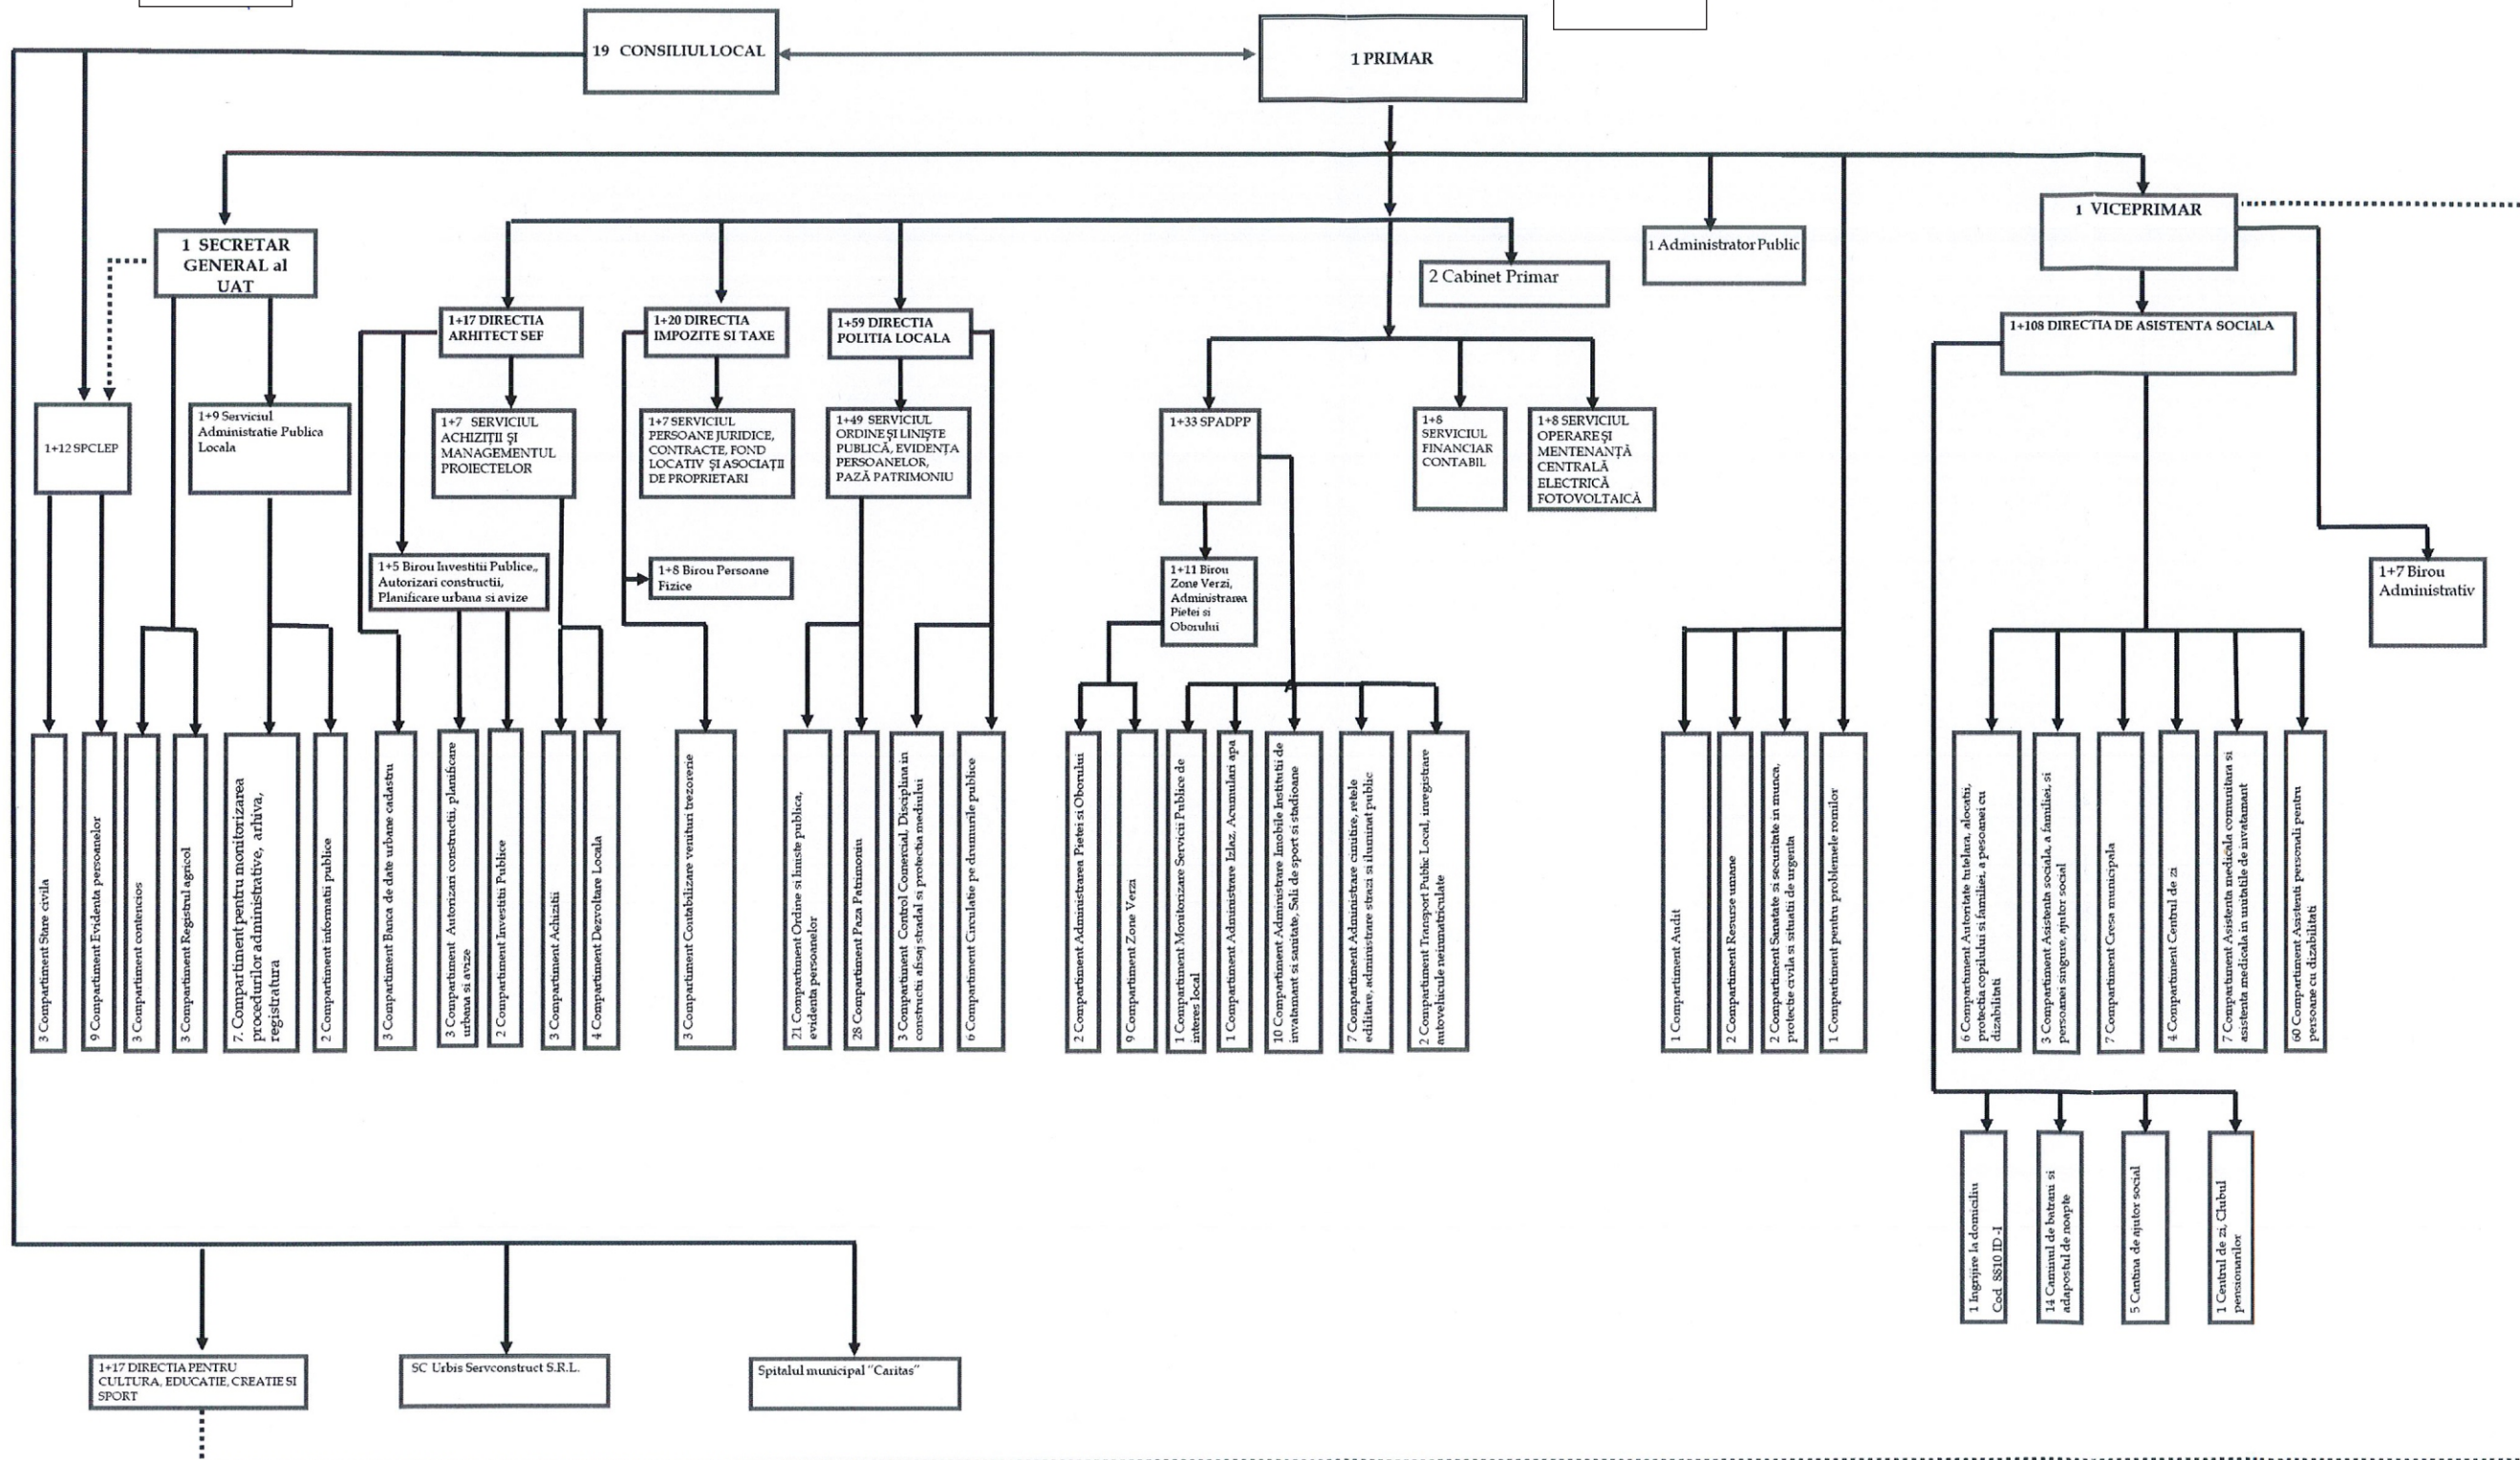 19 CONSILIUL LOCAL
1 PRIMAR
1 SECRETAR
GENERAL al
UAT
1 Administrator Public
1 VICEPRIMAR
2 Cabinet Primar
1+17 DIRECTIA
ARHITECT SEF
1+20 DIRECTIA
IMPOZITE SI TAXE
1+59 DIRECTIA
POLITIA LOCALA
1+108 DIRECTIA DE ASISTENTA SOCIALA
1+12 SPCLEP
1+9 Serviciul
Administratie Publica
Locala
1+7 SERVICIUL
ACHIZIŢII ŞI
MANAGEMENTUL
PROIECTELOR
1+7 SERVICIUL
PERSOANE JURIDICE,
CONTRACTE, FOND
LOCATIV ŞI ASOCIAŢII
DE PROPRIETARI
1+49 SERVICIUL
ORDINE ŞI LINIŞTE
PUBLICĂ, EVIDENŢA
PERSOANELOR,
PAZĂ PATRIMONIU
1+33 SPADPP
SERVICIUL
FINANCIAR
CONTABIL
1+8 SERVICIUL
OPERARE ŞI
MENTENANŢĂ
CENTRALĂ
ELECTRICĂ
FOTOVOLTAICĂ
1+5 Birou Investitii Publice,,
Autorizari constructii,
Planificare urbana si avize
1+8 Birou Persoane
Fizice
1+11 Birou
Zone Verzi,
Administrarea
Pietei si
Oborului
1+7 Birou
Administrativ
3 Compartiment Stare civila
9 Compartiment Evidenta persoanelor
3 Compartiment contencios
3 Compartiment Registrul agricol
7. Compartiment pentru monitorizarea
procedurilor administrative, arhiva,
registratura
2 Compartiment informatii publice
3 Compartiment Banca de date urbane cadastru
3 Compartiment Autorizari constructii, planificare
urbana si avize
2 Compartiment Investitii Publice
3 Compartiment Achizitii
4 Compartiment Dezvoltare Locala
3 Compartiment Contabilizare venituri trezorerie
21 Compartiment Ordine si liniste publica,
evidenta persoanelor
28 Compartiment Paza Patrimoniu
3 Compartiment Control Comercial, Disciplina in
constructii afisaj stradal si protectia mediului
6 Compartiment Circulatie pe drumurile publice
2 Compartiment Administrarea Pietei si Oborului
9 Compartiment Zone Verzi
1 Compartiment Monitorizare Servicii Publice de
interes local
1 Compartiment Administrare Izlaz, Acumulari apa
10 Compartiment Administrare Imobile Institutii de
invatamant si sanitate, Sali de sport si stadioane
7 Compartiment Administrare cimitire, retele
edilitare, administrare strazi si iluminat public
2 Compartiment Transport Public Local, inregistrare
autovehicule neinmatriculate
1 Compartiment Audit
2 Compartiment Resurse umane
2 Compartiment Sanatate si securitate in munca,
protectie civila si situatii de urgenta
1 Compartiment pentru problemele romilor
6 Compartiment Autoritate tutelara, alocatii,
protectia copilului si familiei, a pesoanei cu
dizabilitati
3 Compartiment Asistenta sociala, a familiei, si
persoanei singure, ajutor social
7 Compartiment Cresa municipala
4 Compartiment Centrul de zi
7 Compartiment Asistenta medicala comunitara si
asistenta medicala in unitatile de invatamant
60 Compartiment Asistenti personali pentru
persoane cu dizabilitati
1 Ingrijire la domiciliu
Cod 8810 ID -I
14 Caminul de batrani si
adapostul de noapte
5 Cantina de ajutor social
1 Centrul de zi, Clubul
pensionarilor
1+17 DIRECTIA PENTRU
CULTURA, EDUCATIE, CREATIE SI
SPORT
SC Urbis Servconstruct S.R.L.
Spitalul municipal "Caritas"